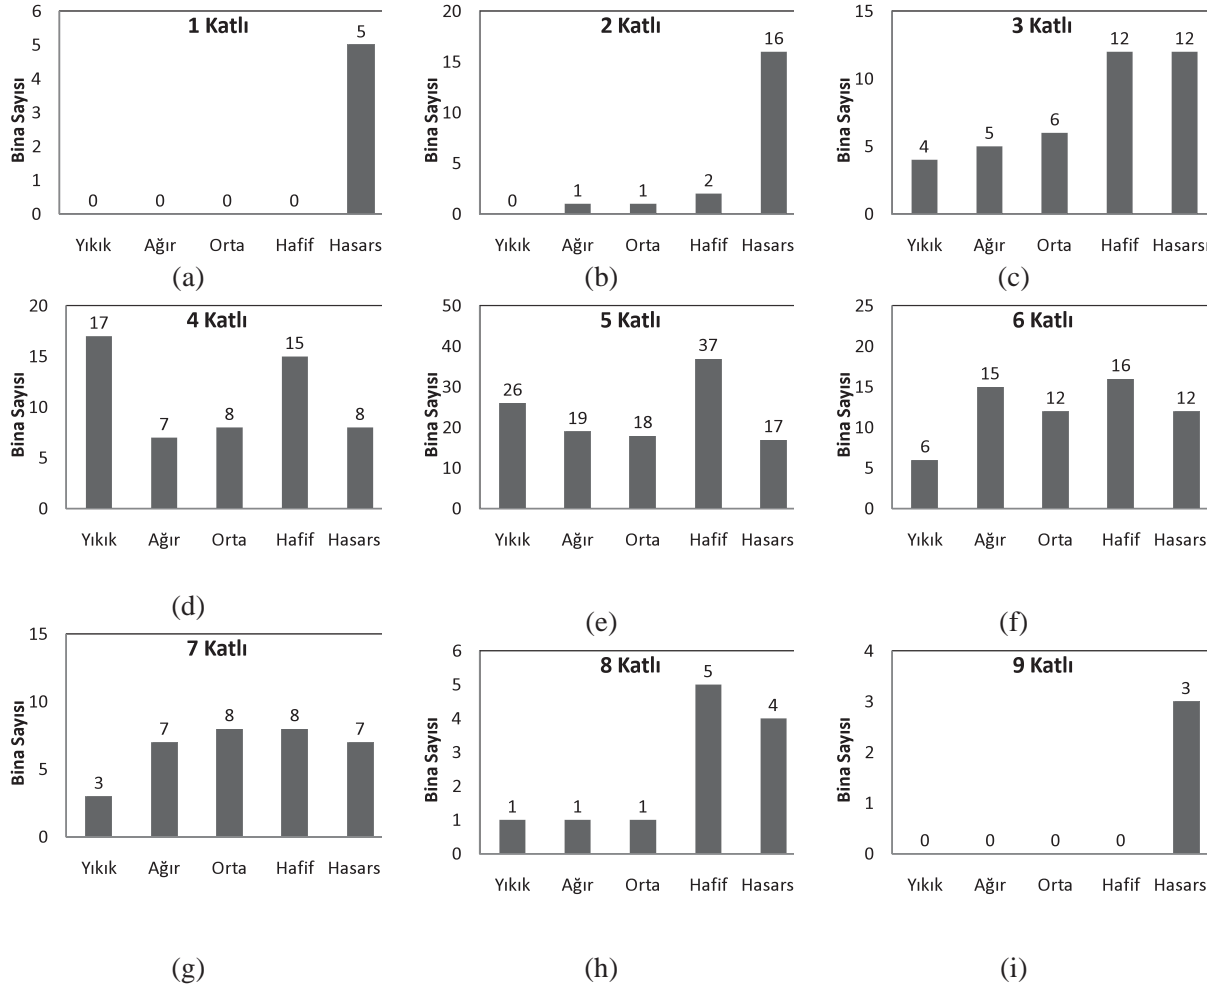 1 Katlı
Bina Sayısı
6
5
4
3
2
1
0
0
0
0
0
5
Yıkık Ağır Orta Hafif Hasars
(a)
2 Katlı
Bina Sayısı
20
15
10
5
0
0
1
1
2
16
Yıkık Ağır Orta Hafif Hasars
(b)
3 Katlı
Bina Sayısı
15
10
5
0
4
5
6
12
12
Yıkık Ağır Orta Hafif Hasarsı
(c)
4 Katlı
Bina Sayısı
20
15
10
5
0
17
7
8
15
8
Yıkık Ağır Orta Hafif Hasars
(d)
5 Katlı
Bina Sayısı
50
40
30
20
10
0
26
19
18
37
17
Yıkık Ağır Orta Hafif Hasars
(e)
6 Katlı
Bina Sayısı
25
20
15
10
5
0
6
15
12
16
12
Yıkık Ağır Orta Hafif Hasars
(f)
7 Katlı
Bina Sayısı
15
10
5
0
3
7
8
8
7
Yıkık Ağır Orta Hafif Hasars
(g)
8 Katlı
Bina Sayısı
6
5
4
3
2
1
0
1
1
1
5
4
Yıkık Ağır Orta Hafif Hasars
(h)
9 Katlı
Bina Sayısı
4
3
2
1
0
0
0
0
0
3
Yıkık Ağır Orta Hafif Hasars
(i)